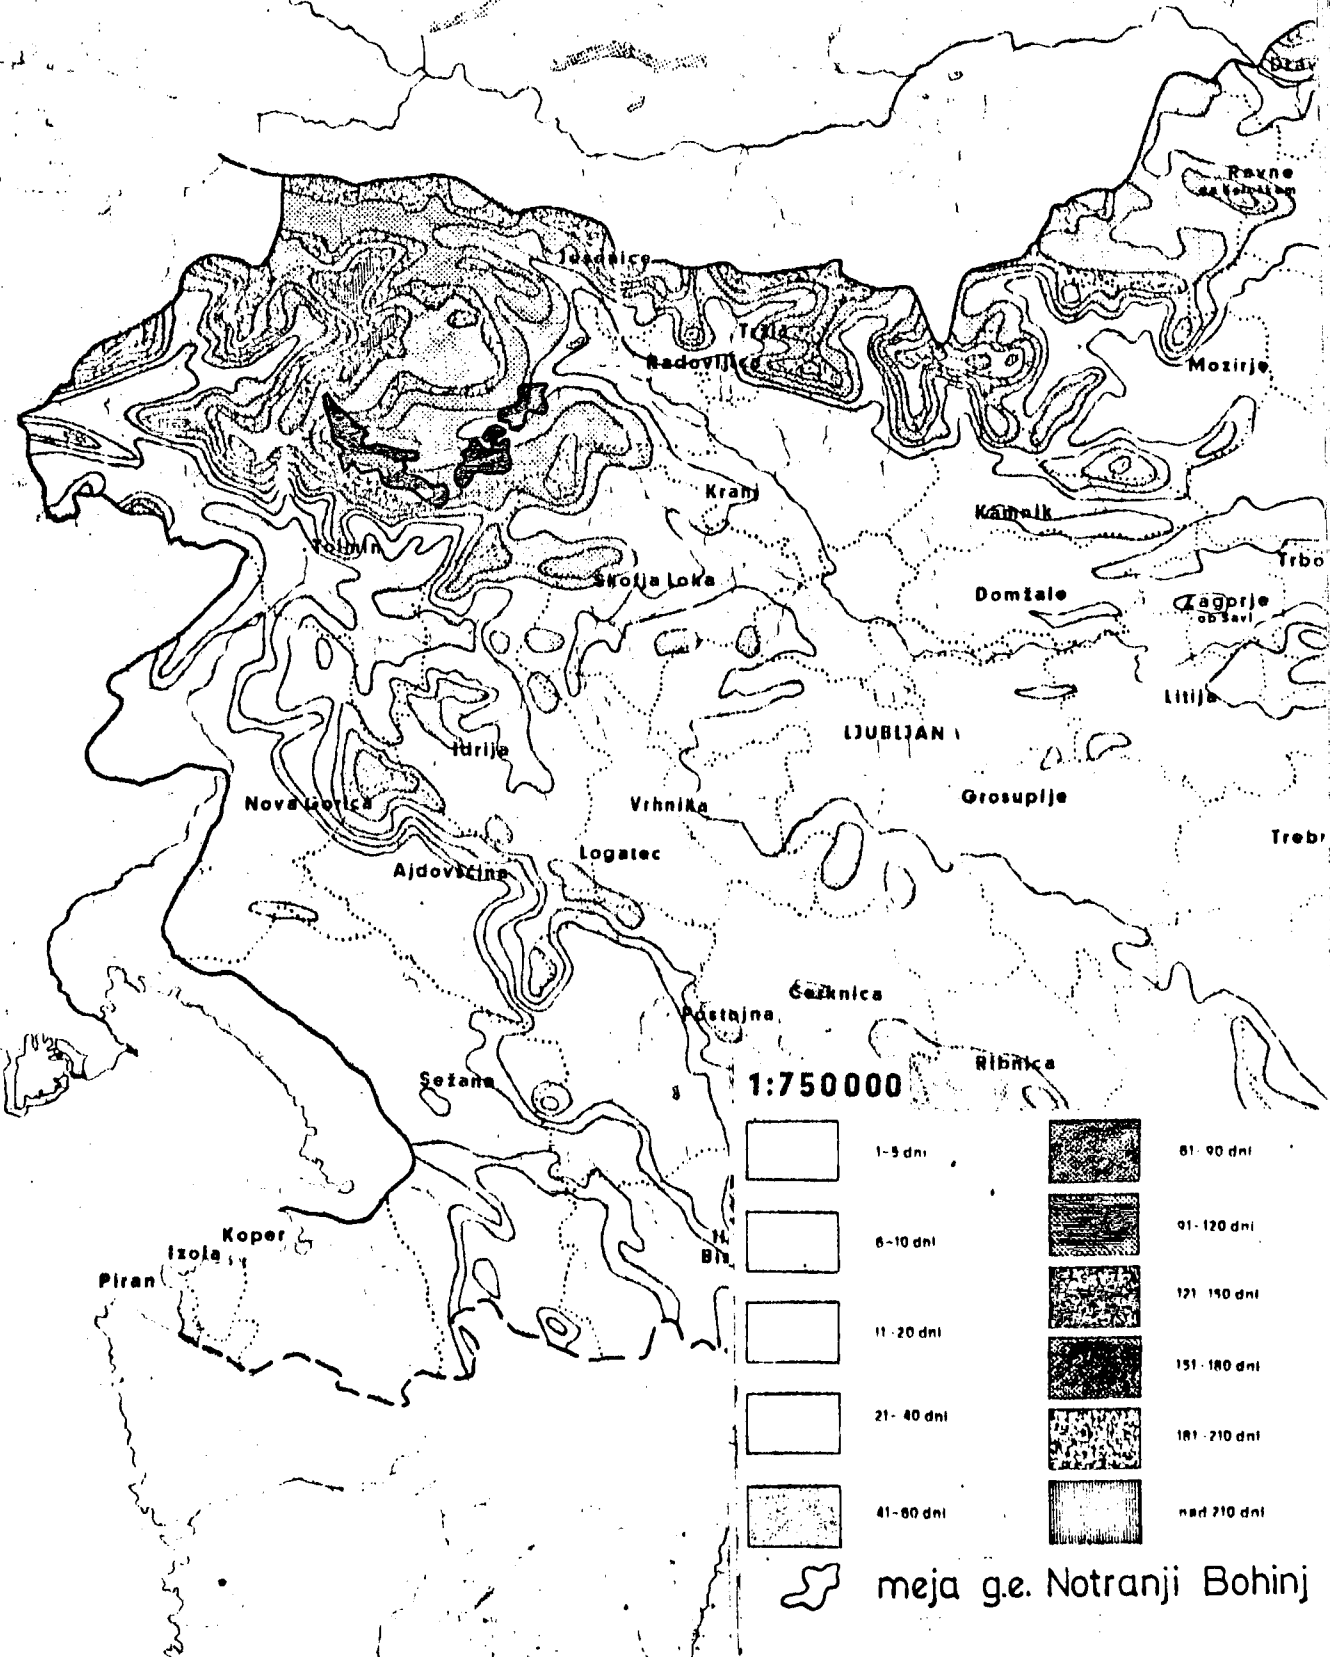 Ravne
Jesenice
Tržič
Radovljica
Mozirje
Kranj
Kamnik
Tolmin
Škofja Loka
Domžale
Trbo
Zagorje
ob Savi
Litija
LJUBLJAN
Idrija
Nova Gorica
Vrhnika
Grosuplje
Logatec
Trebr
Ajdovščina
Cerknica
Postojna
Ribnica
Sežana
1:750000
1-5 dni
6-10 dni
11-20 dni
21-40 dni
41-60 dni
61-90 dni
91-120 dni
121-150 dni
151-180 dni
181-210 dni
nad 210 dni
Koper
Izola
Piran
meja g.e. Notranji Bohinj